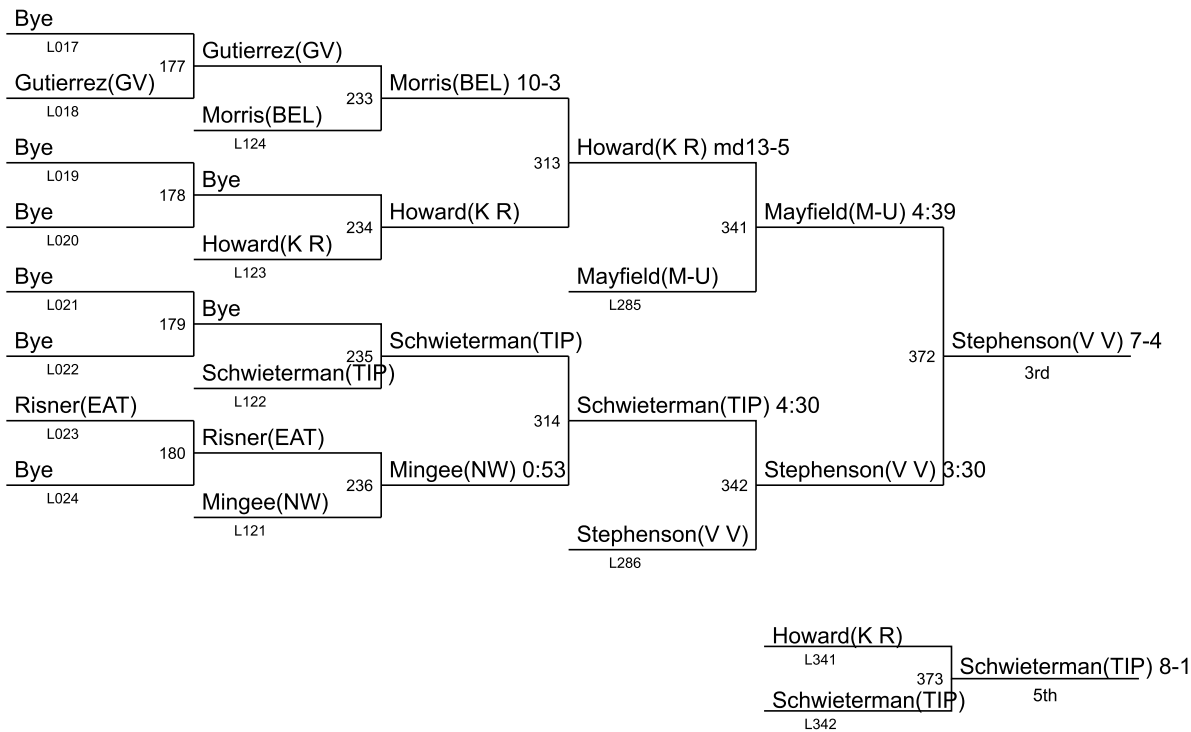 Bye
L017
177
Gutierrez(GV)
Gutierrez(GV)
L018
233
Morris(BEL) 10-3
Morris(BEL)
L124
Bye
L019
178
Bye
313
Howard(K R) md13-5
Bye
L020
234
Howard(K R)
Howard(K R)
L123
341
Mayfield(M-U) 4:39
Mayfield(M-U)
L285
Bye
L021
179
Bye
Bye
L022
235
Schwieterman(TIP)
Schwieterman(TIP)
L122
372
Stephenson(V V) 7-4
3rd
Risner(EAT)
L023
180
Risner(EAT)
314
Schwieterman(TIP) 4:30
Bye
L024
236
Mingee(NW) 0:53
Mingee(NW)
L121
342
Stephenson(V V) 3:30
Stephenson(V V)
L286
Howard(K R)
L341
373
Schwieterman(TIP) 8-1
5th
Schwieterman(TIP)
L342